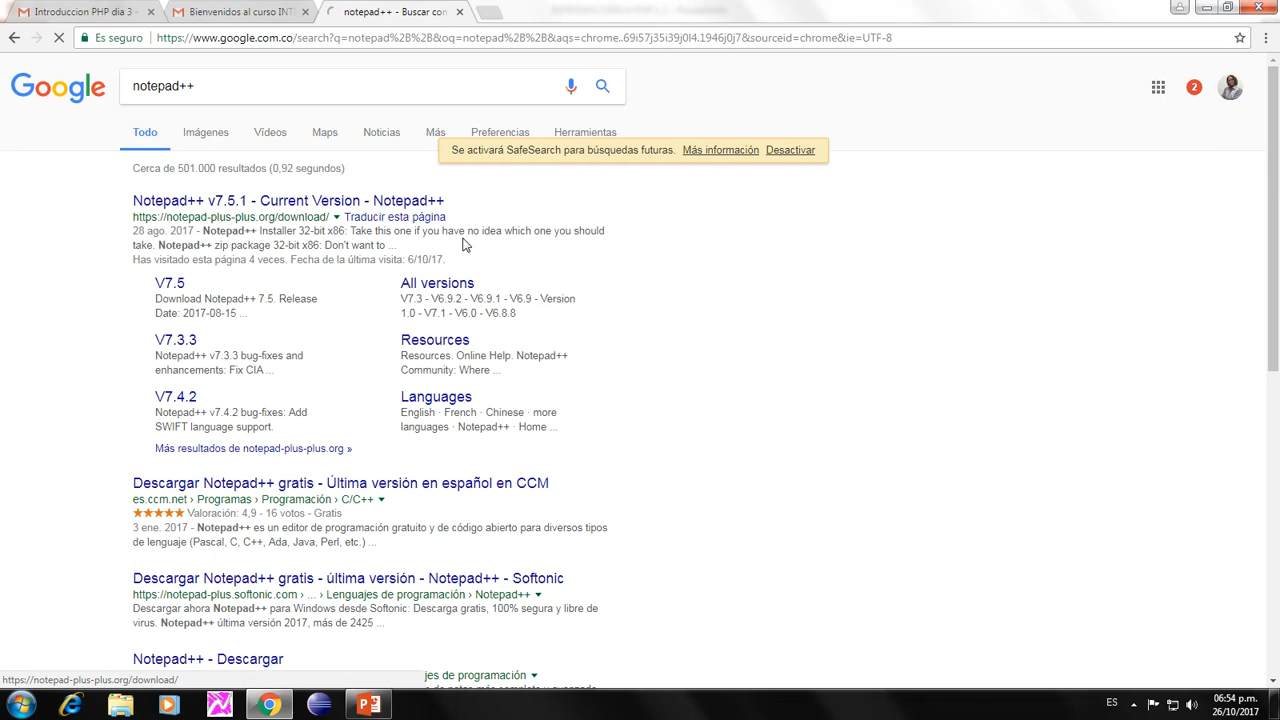 Introduccion PHP dia 3 -
Bienvenidos al curso INT
notepad++ - Buscar con
Es seguro
https://www.google.com.co/search?q=notepad%2B%2B&oq=notepad%2B%2B&aqs=chrome..69i57j35i39j0l4.1946j0j7&sourceid=chrome&ie=UTF-8
Google
notepad++
2
Todo Imágenes Vídeos Maps Noticias Más Preferencias Herramientas
Se activará SafeSearch para búsquedas futuras. Más información Desactivar
Cerca de 501.000 resultados (0,92 segundos)
Notepad++ v7.5.1 - Current Version - Notepad++
https://notepad-plus-plus.org/download/ Traducir esta página
28 ago. 2017 - Notepad++ Installer 32-bit x86: Take this one if you have no idea which one you should
take. Notepad++ zip package 32-bit x86: Don't want to ...
Has visitado esta página 4 veces. Fecha de la última visita: 6/10/17.
V7.5
Download Notepad++ 7.5. Release
Date: 2017-08-15 ...
All versions
V7.3 - V6.9.2 - V6.9.1 - V6.9 - Version
1.0 - V7.1 - V6.0 - V6.8.8
V7.3.3
Notepad++ v7.3.3 bug-fixes and
enhancements: Fix CIA ...
Resources
Resources. Online Help. Notepad++
Community: Where ...
V7.4.2
Notepad++ v7.4.2 bug-fixes: Add
SWIFT language support.
Languages
English · French · Chinese · more
languages · Notepad++ · Home ...
Más resultados de notepad-plus-plus.org »
Descargar Notepad++ gratis - Última versión en español en CCM
es.ccm.net › Programas › Programación › C/C++
Valoración: 4,9 - 16 votos - Gratis
3 ene. 2017 - Notepad++ es un editor de programación gratuito y de código abierto para diversos tipos
de lenguaje (Pascal, C, C++, Ada, Java, Perl, etc.) ...
Descargar Notepad++ gratis - última versión - Notepad++ - Softonic
https://notepad-plus.softonic.com › ... › Lenguajes de programación › Notepad++
Descargar ahora Notepad++ para Windows desde Softonic: Descarga gratis, 100% segura y libre de
virus. Notepad++ última versión 2017, más de 2425 ...
Notepad++ - Descargar
jes de programación
https://notepad-plus-plus.org/download/
ES
06:54 p.m.
26/10/2017